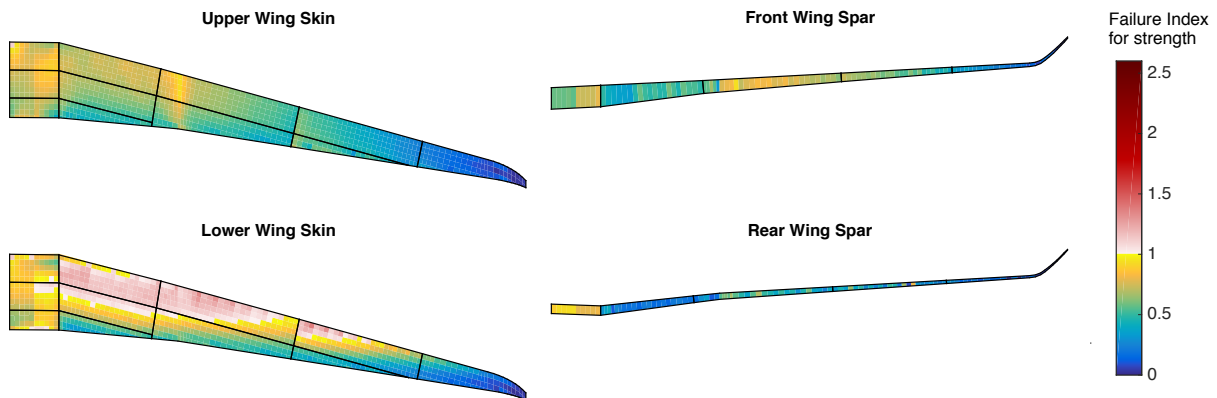 Upper Wing Skin
Front Wing Spar
Failure Index
for strength
2.5
2
1.5
1
0.5
0
Lower Wing Skin
Rear Wing Spar